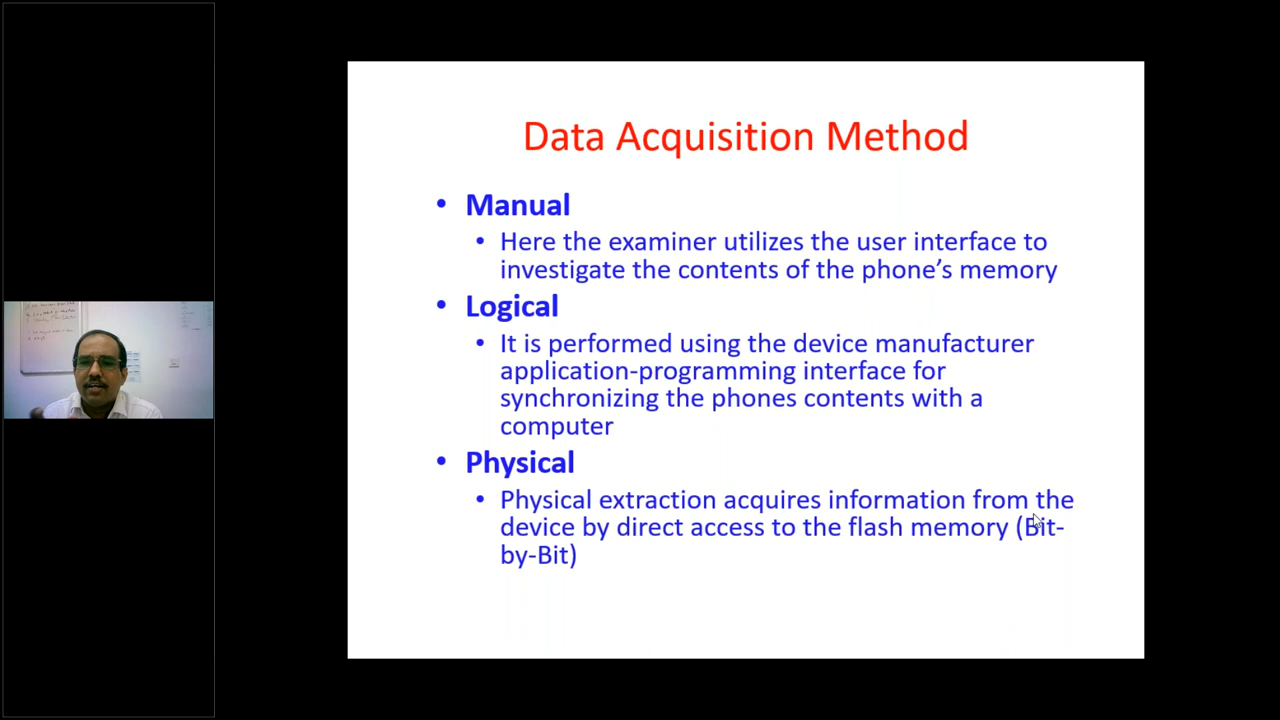 Data Acquisition Method
• Manual
• Here the examiner utilizes the user interface to
investigate the contents of the phone's memory
• Logical
• It is performed using the device manufacturer
application-programming interface for
synchronizing the phones contents with a
computer
• Physical
• Physical extraction acquires information from the
device by direct access to the flash memory (Bit-
by-Bit)